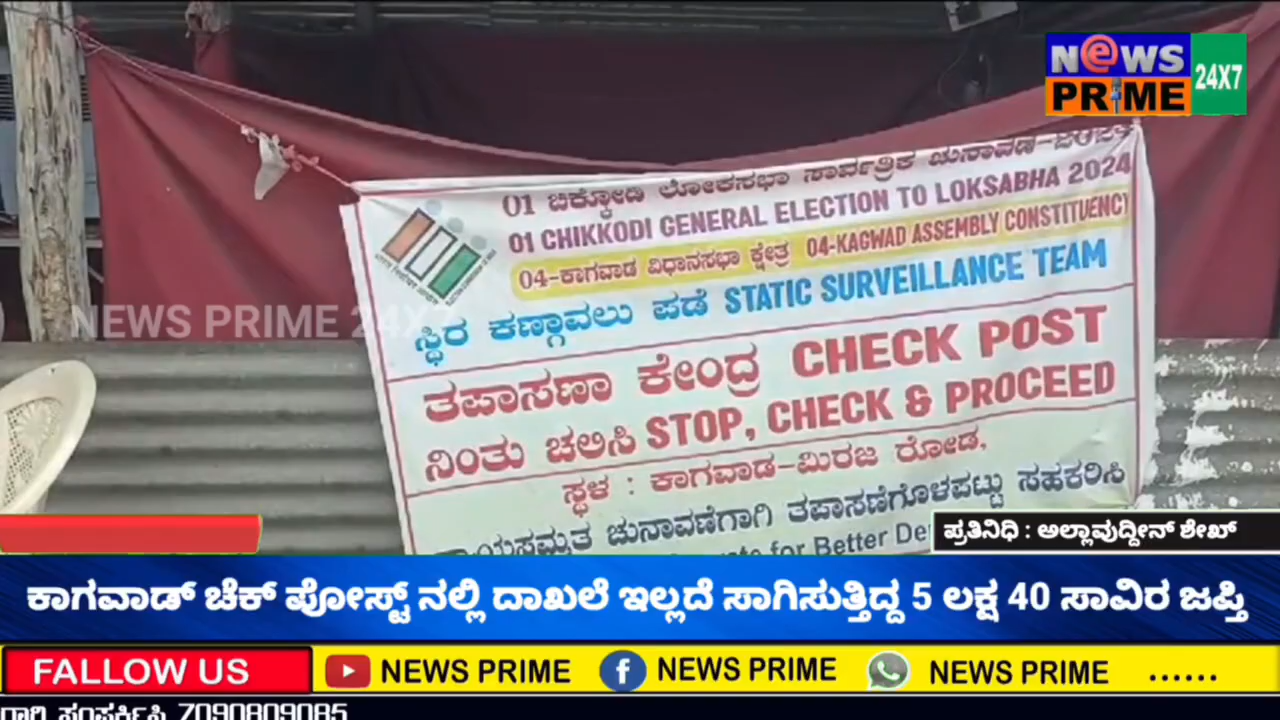 NEWS
PRIME
24X7
01 ಚಿಕ್ಕೋಡಿ ಲೋಕಸಭಾ ಸಾರ್ವತ್ರಿಕ ಚುನಾವಣೆ-
01 CHIKKODI GENERAL ELECTION TO LOKSABHA 2024
04-ಕಾಗವಾಡ ವಿಧಾನಸಭಾ ಕ್ಷೇತ್ರ 04-KAGWAD ASSEMBLY CONSTITUENCY
ಸ್ಥಿರ ಕಣ್ಗಾವಲು ಪಡೆ STATIC SURVEILLANCE TEAM
NEWS PRIME 24X7
ತಪಾಸಣಾ ಕೇಂದ್ರ CHECK POST
ನಿಂತು ಚಲಿಸಿ STOP, CHECK & PROCEED
ಸ್ಥಳ : ಕಾಗವಾಡ-ಮಿರಜ ರೋಡ,
ಚುನಾವಣೆಗಾಗಿ ತಪಾಸಣೆಗೊಳಪಟ್ಟು ಸಹಕರಿಸಿ
for Better De
ಪ್ರತಿನಿಧಿ : ಅಲ್ಲಾವುದ್ದೀನ್ ಶೇಖ್
ಕಾಗವಾಡ್ ಚೆಕ್ ಪೋಸ್ಟ್ ನಲ್ಲಿ ದಾಖಲೆ ಇಲ್ಲದೆ ಸಾಗಿಸುತ್ತಿದ್ದ 5 ಲಕ್ಷ 40 ಸಾವಿರ ಜಪ್ತಿ
FALLOW US NEWS PRIME NEWS PRIME NEWS PRIME ......
ಸಂಪರ್ಕಿಸಿ 7090809085